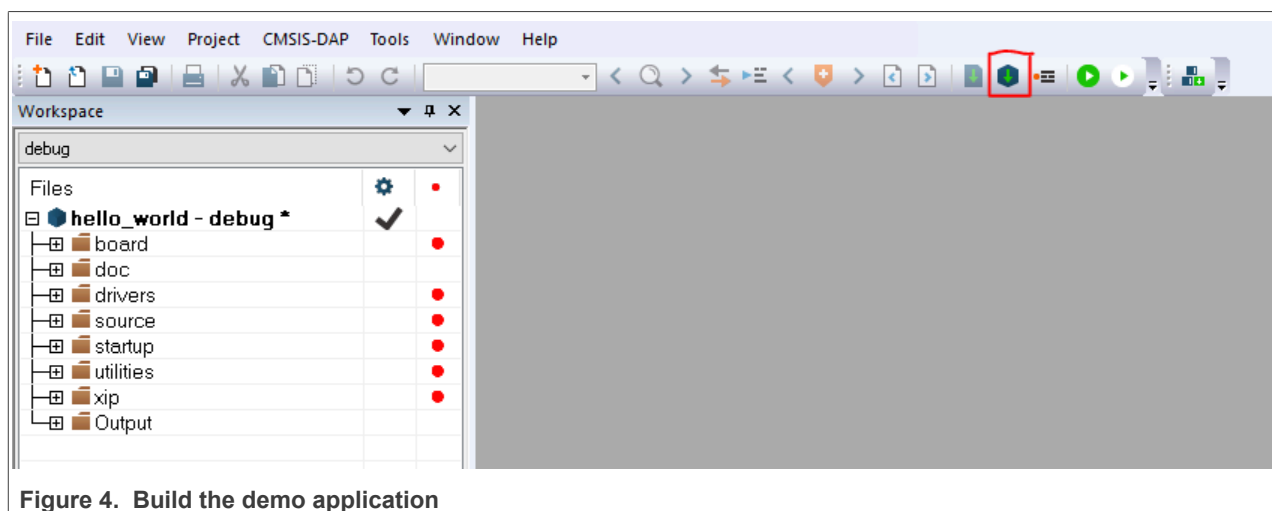 File Edit View Project CMSIS-DAP Tools Window Help
Workspace
debug
Files
hello_world - debug *
board
doc
drivers
source
startup
utilities
xip
Output
Figure 4. Build the demo application